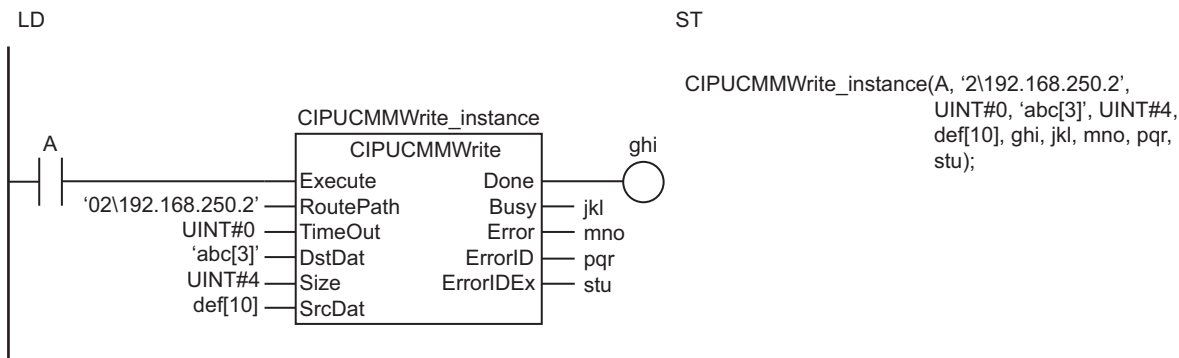 LD
ST
CIPUCMMWrite_instance(A, ‘2\192.168.250.2’,
UINT#0, ‘abc[3]’, UINT#4,
def[10], ghi, jkl, mno, pqr,
stu);
CIPUCMMWrite_instance
A
CIPUCMMWrite
ghi
Execute Done
‘02\192.168.250.2’ RoutePath Busy jkl
UINT#0 TimeOut Error mno
‘abc[3]’ DstDat ErrorID pqr
UINT#4 Size ErrorIDEx stu
def[10] SrcDat